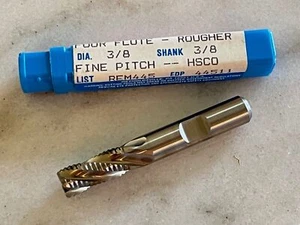 FOUR FLUTE - ROUGHER
DIA. 3/8 SHANK 3/8
FINE PITCH -- HSCO
LIST REM445 EDP